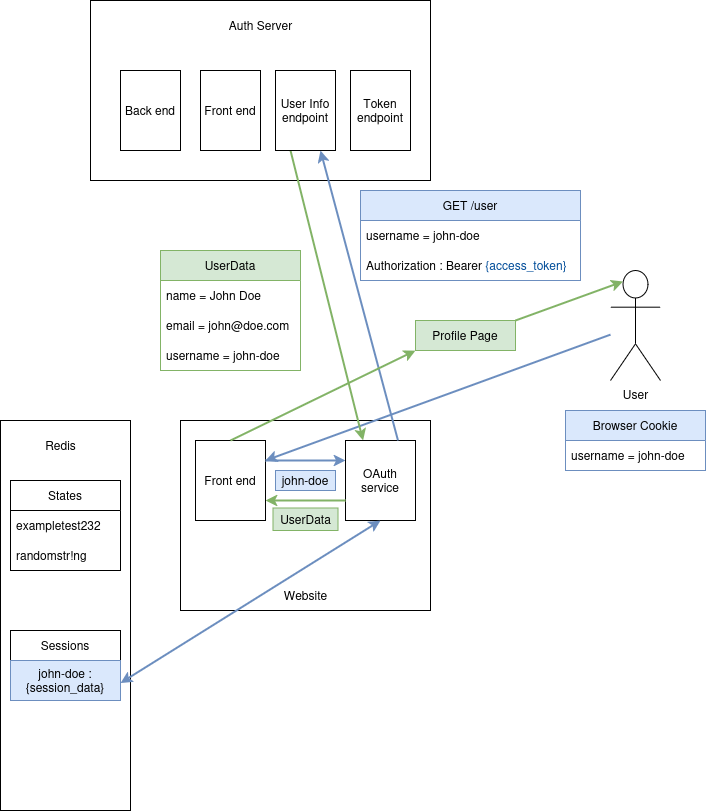 Auth Server
Back end
Front end
User Info
endpoint
Token
endpoint
GET /user
username = john-doe
Authorization : Bearer {access_token}
UserData
name = John Doe
email = john@doe.com
username = john-doe
Profile Page
User
Browser Cookie
username = john-doe
Redis
States
exampletest232
randomstr!ng
Sessions
john-doe :
{session_data}
Front end
john-doe
UserData
OAuth
service
Website